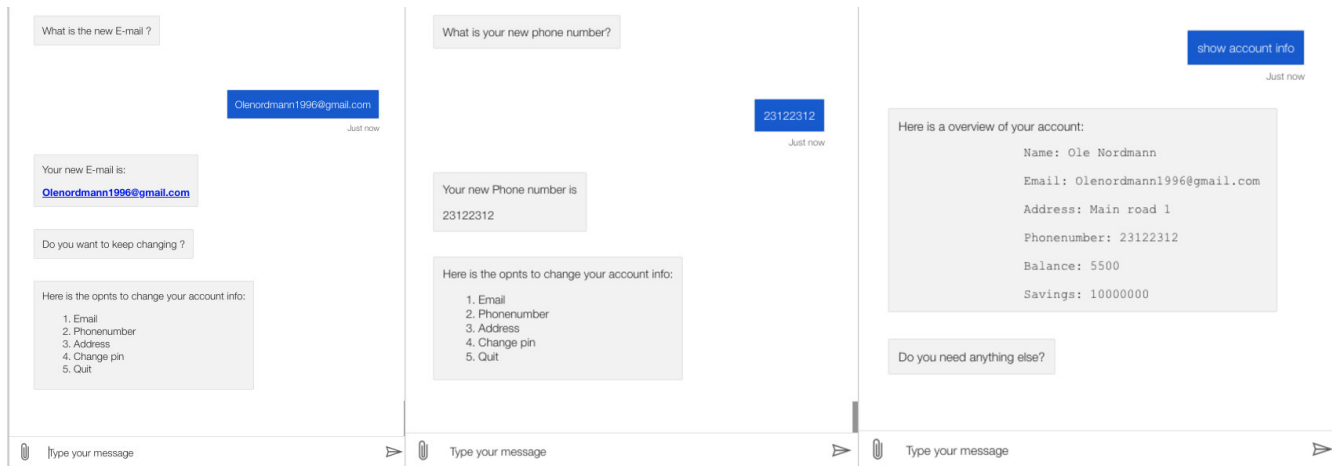 What is the new E-mail ?
Olenordmann1996@gmail.com
Just now
Your new E-mail is:
Olenordmann1996@gmail.com
Do you want to keep changing ?
Here is the opnts to change your account info:
1. Email
2. Phonenumber
3. Address
4. Change pin
5. Quit
Type your message
What is your new phone number?
23122312
Just now
Your new Phone number is
23122312
Here is the opnts to change your account info:
1. Email
2. Phonenumber
3. Address
4. Change pin
5. Quit
Type your message
show account info
Just now
Here is a overview of your account:
Name: Ole Nordmann
Email: Olenordmann1996@gmail.com
Address: Main road 1
Phonenumber: 23122312
Balance: 5500
Savings: 10000000
Do you need anything else?
Type your message